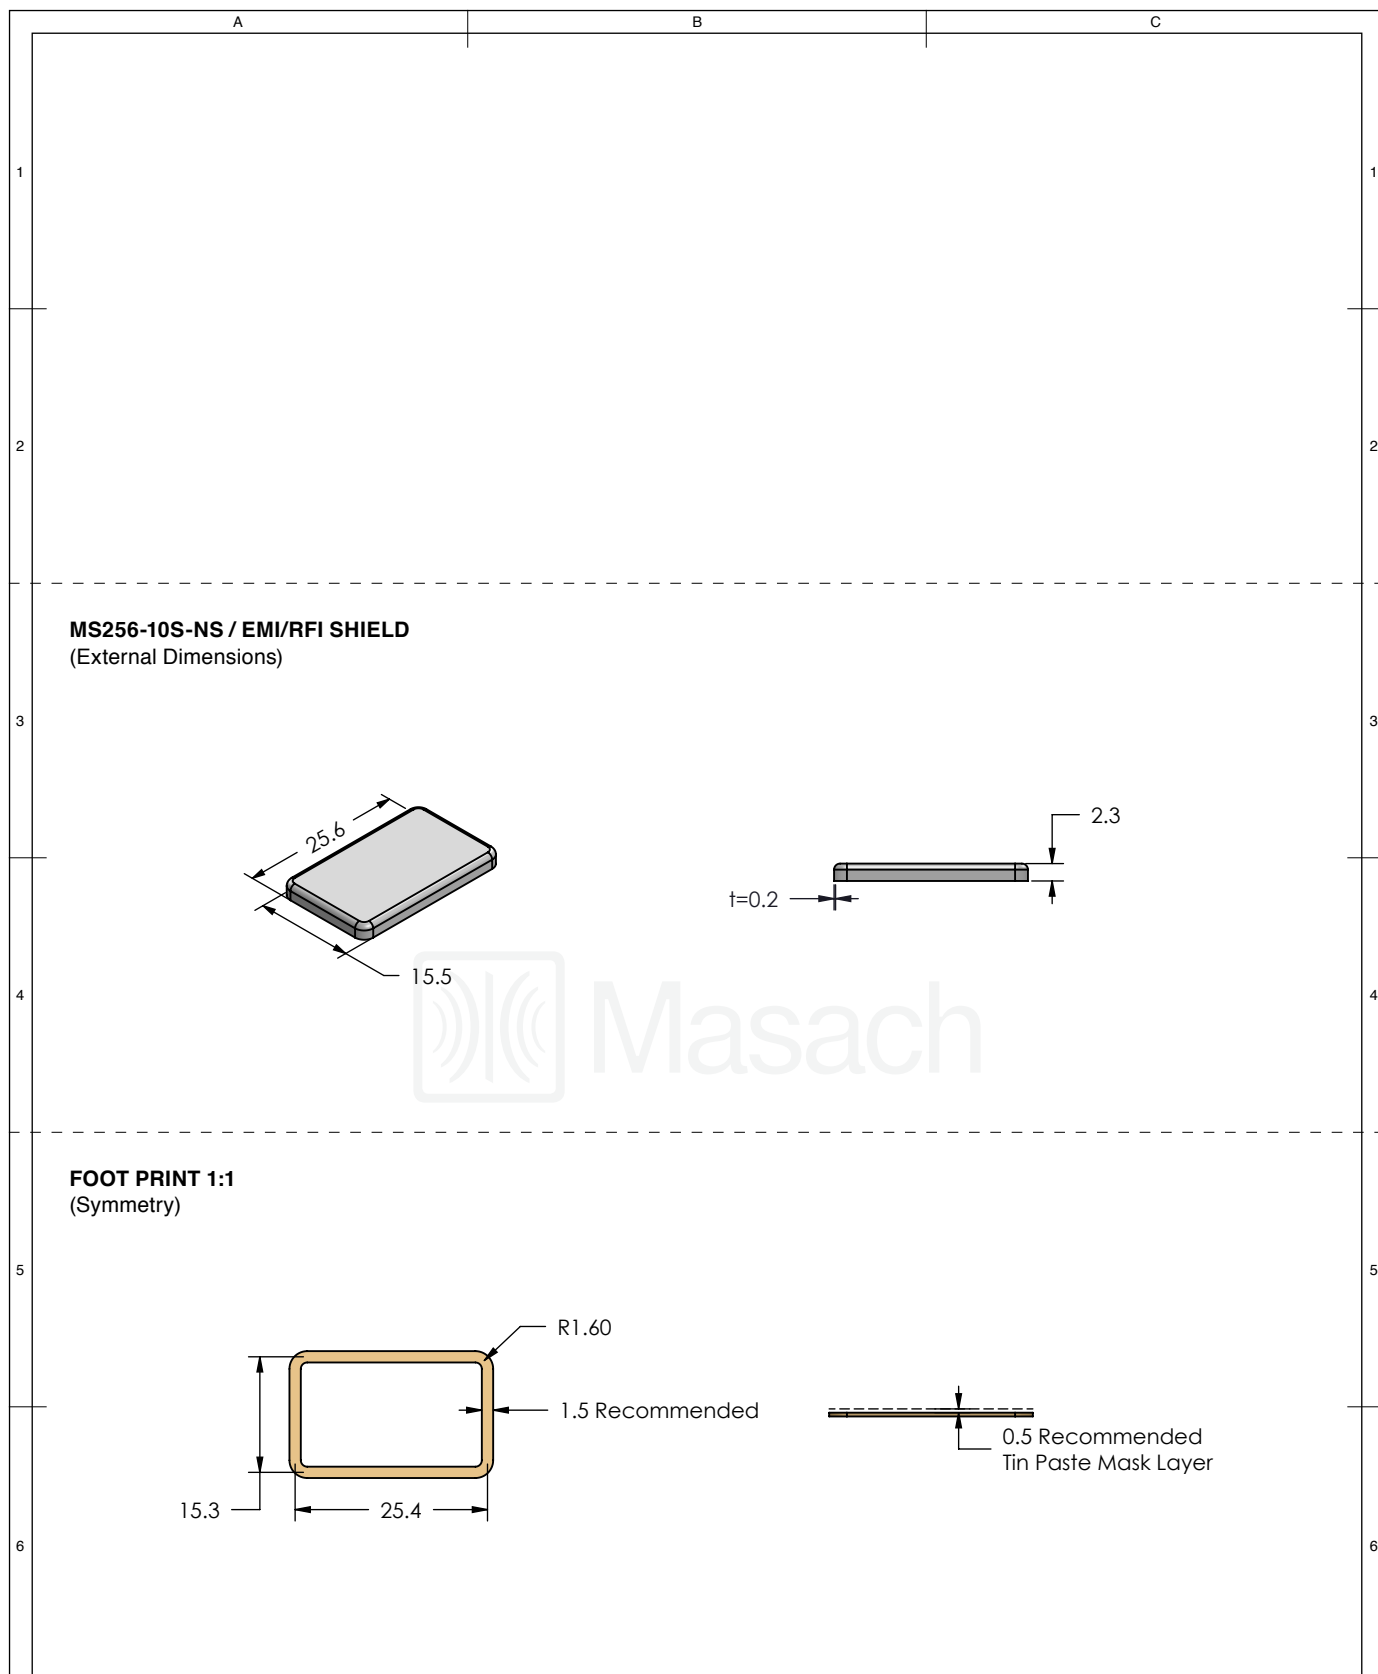 A B C
1 1
2 2
MS256-10S-NS / EMI/RFI SHIELD
(External Dimensions)
3 3
25.6
2.3
t=0.2
15.5
4 4
Masach
FOOT PRINT 1:1
(Symmetry)
5 5
R1.60
1.5 Recommended
0.5 Recommended
Tin Paste Mask Layer
15.3
25.4
6 6